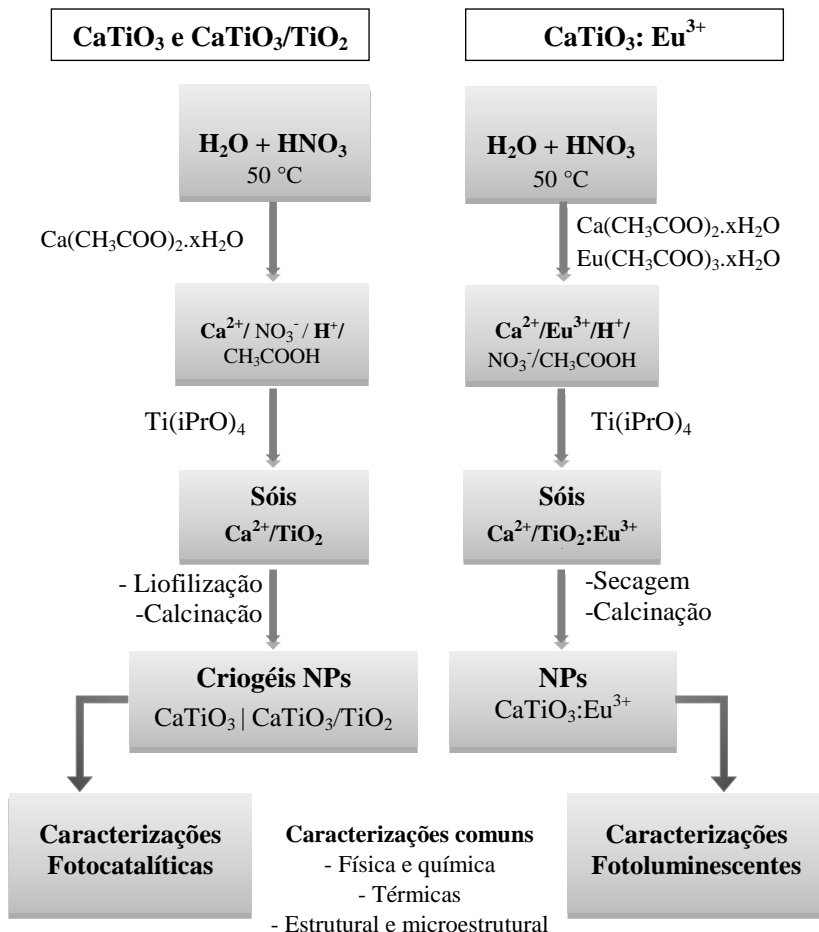 CaTiO₃ e CaTiO₃/TiO₂
H₂O + HNO₃
50 °C
Ca(CH₃COO)₂.xH₂O
Ca²⁺/ NO₃⁻ / H⁺/
CH₃COOH
Ti(iPrO)₄
Sóis
Ca²⁺/TiO₂
- Liofilização
-Calcinação
Criogéis NPs
CaTiO₃ | CaTiO₃/TiO₂
Caracterizações
Fotocatalíticas
CaTiO₃: Eu³⁺
H₂O + HNO₃
50 °C
Ca(CH₃COO)₂.xH₂O
Eu(CH₃COO)₃.xH₂O
Ca²⁺/Eu³⁺/H⁺/
NO₃⁻/CH₃COOH
Ti(iPrO)₄
Sóis
Ca²⁺/TiO₂:Eu³⁺
-Secagem
-Calcinação
NPs
CaTiO₃:Eu³⁺
Caracterizações
Fotoluminescentes
Caracterizações comuns
- Física e química
- Térmicas
- Estrutural e microestrutural